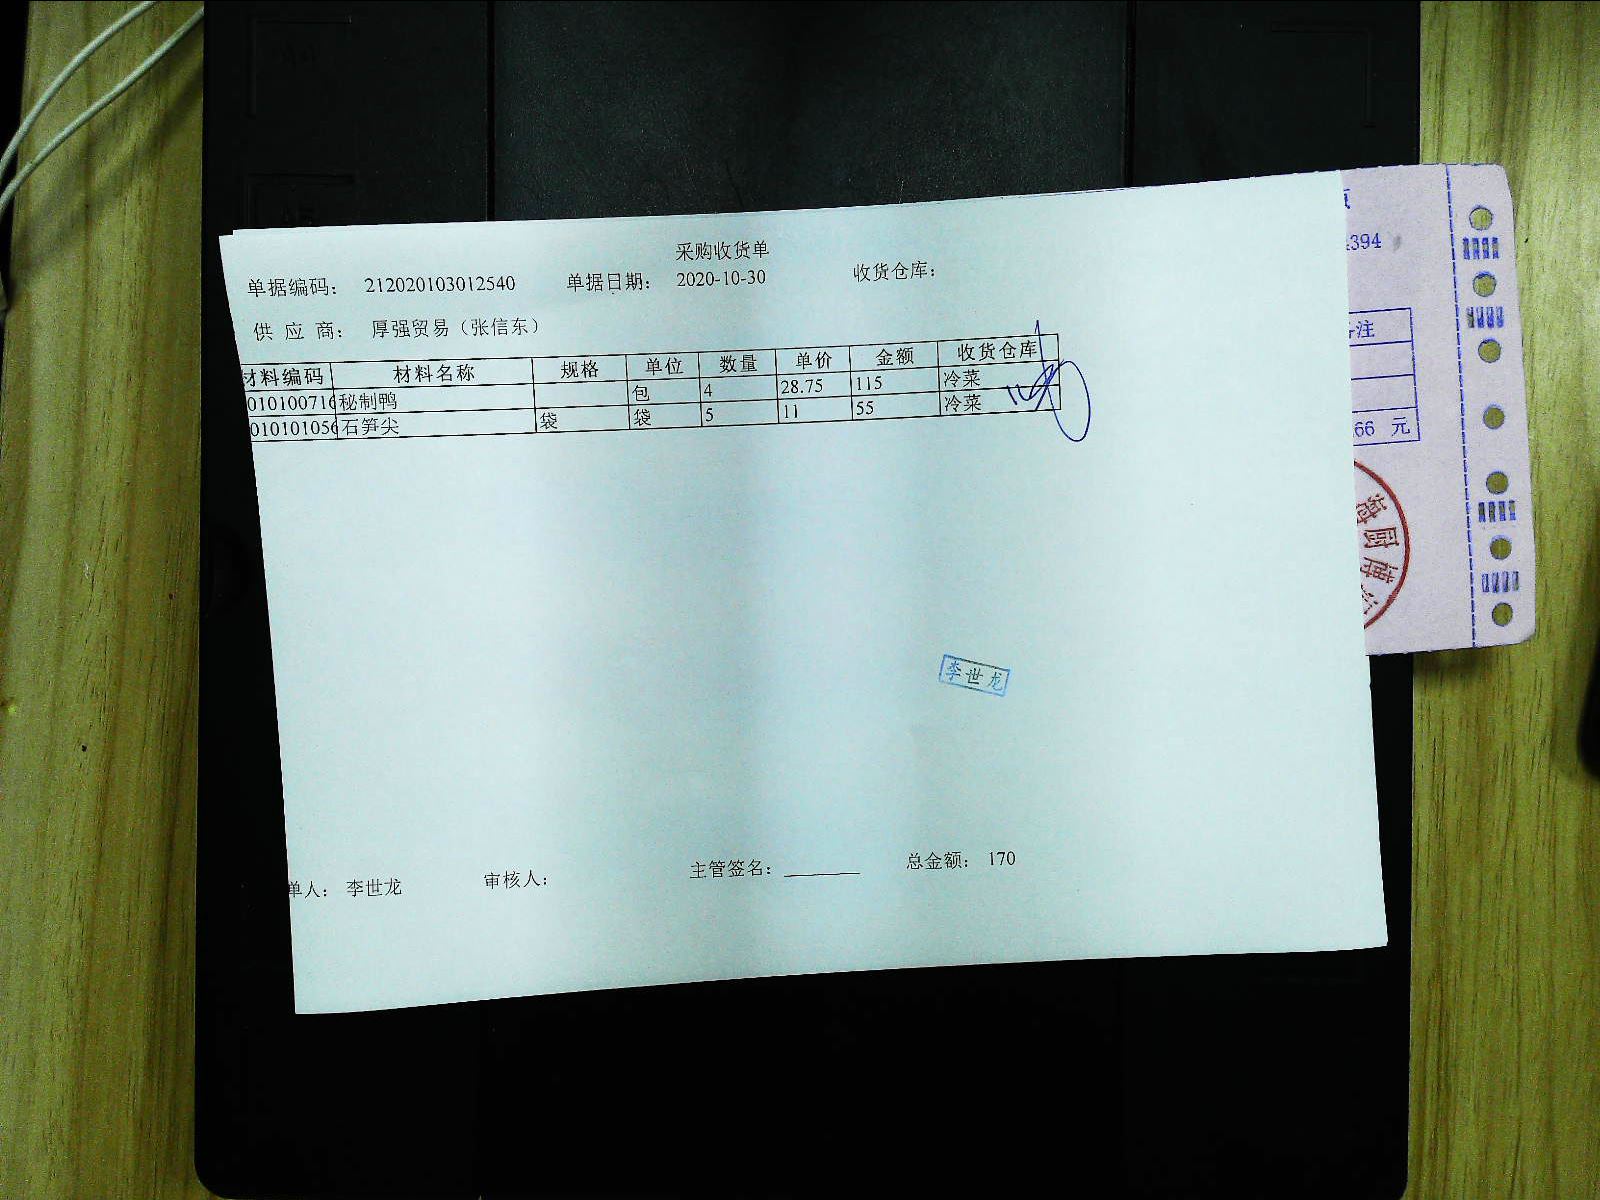 采购收货单
单据编码： 212020103012540 单据日期： 2020-10-30 收货仓库：
供 应 商： 厚强贸易（张信东）
材料编码 材料名称 规格 单位 数量 单价 金额 收货仓库
010100716 秘制鸭 包 4 28.75 115 冷菜
010101056 石笋尖 袋 袋 5 11 55 冷菜
李世龙
单人： 李世龙 审核人： 主管签名： 总金额： 170
4394
备注
66 元